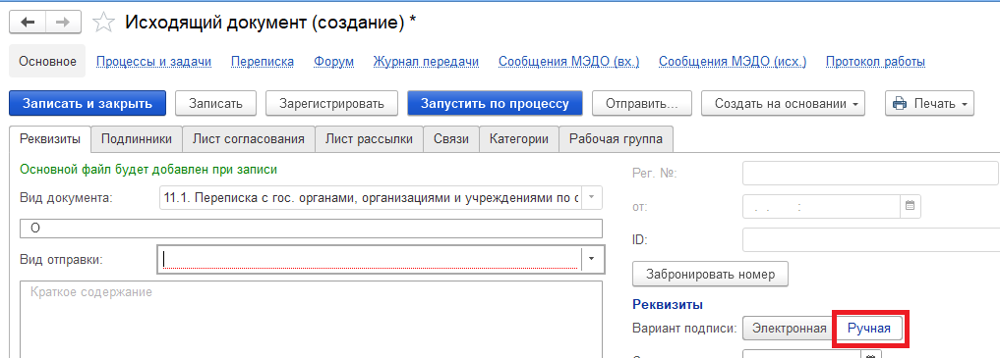 Исходящий документ (создание) *
Основное Процессы и задачи Переписка Форум Журнал передачи Сообщения МЭДО (вх.) Сообщения МЭДО (исх.) Протокол работы
Записать и закрыть Записать Зарегистрировать Запустить по процессу Отправить... Создать на основании Печать
Реквизиты Подлинники Лист согласования Лист рассылки Связи Категории Рабочая группа
Основной файл будет добавлен при записи
Рег. №:
Вид документа: 11.1. Переписка с гос. органами, организациями и учреждениями по
от: . . :
О
ID:
Вид отправки:
Забронировать номер
Краткое содержание
Реквизиты
Вариант подписи: Электронная Ручная